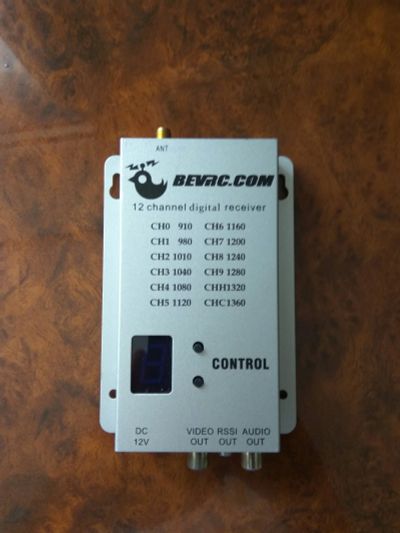 ANT
BEVRC.COM
12 channel digital receiver
CH0 910 CH6 1160
CH1 980 CH7 1200
CH2 1010 CH8 1240
CH3 1040 CH9 1280
CH4 1080 CHH1320
CH5 1120 CHC1360
CONTROL
DC VIDEO RSSI AUDIO
12V OUT OUT OUT